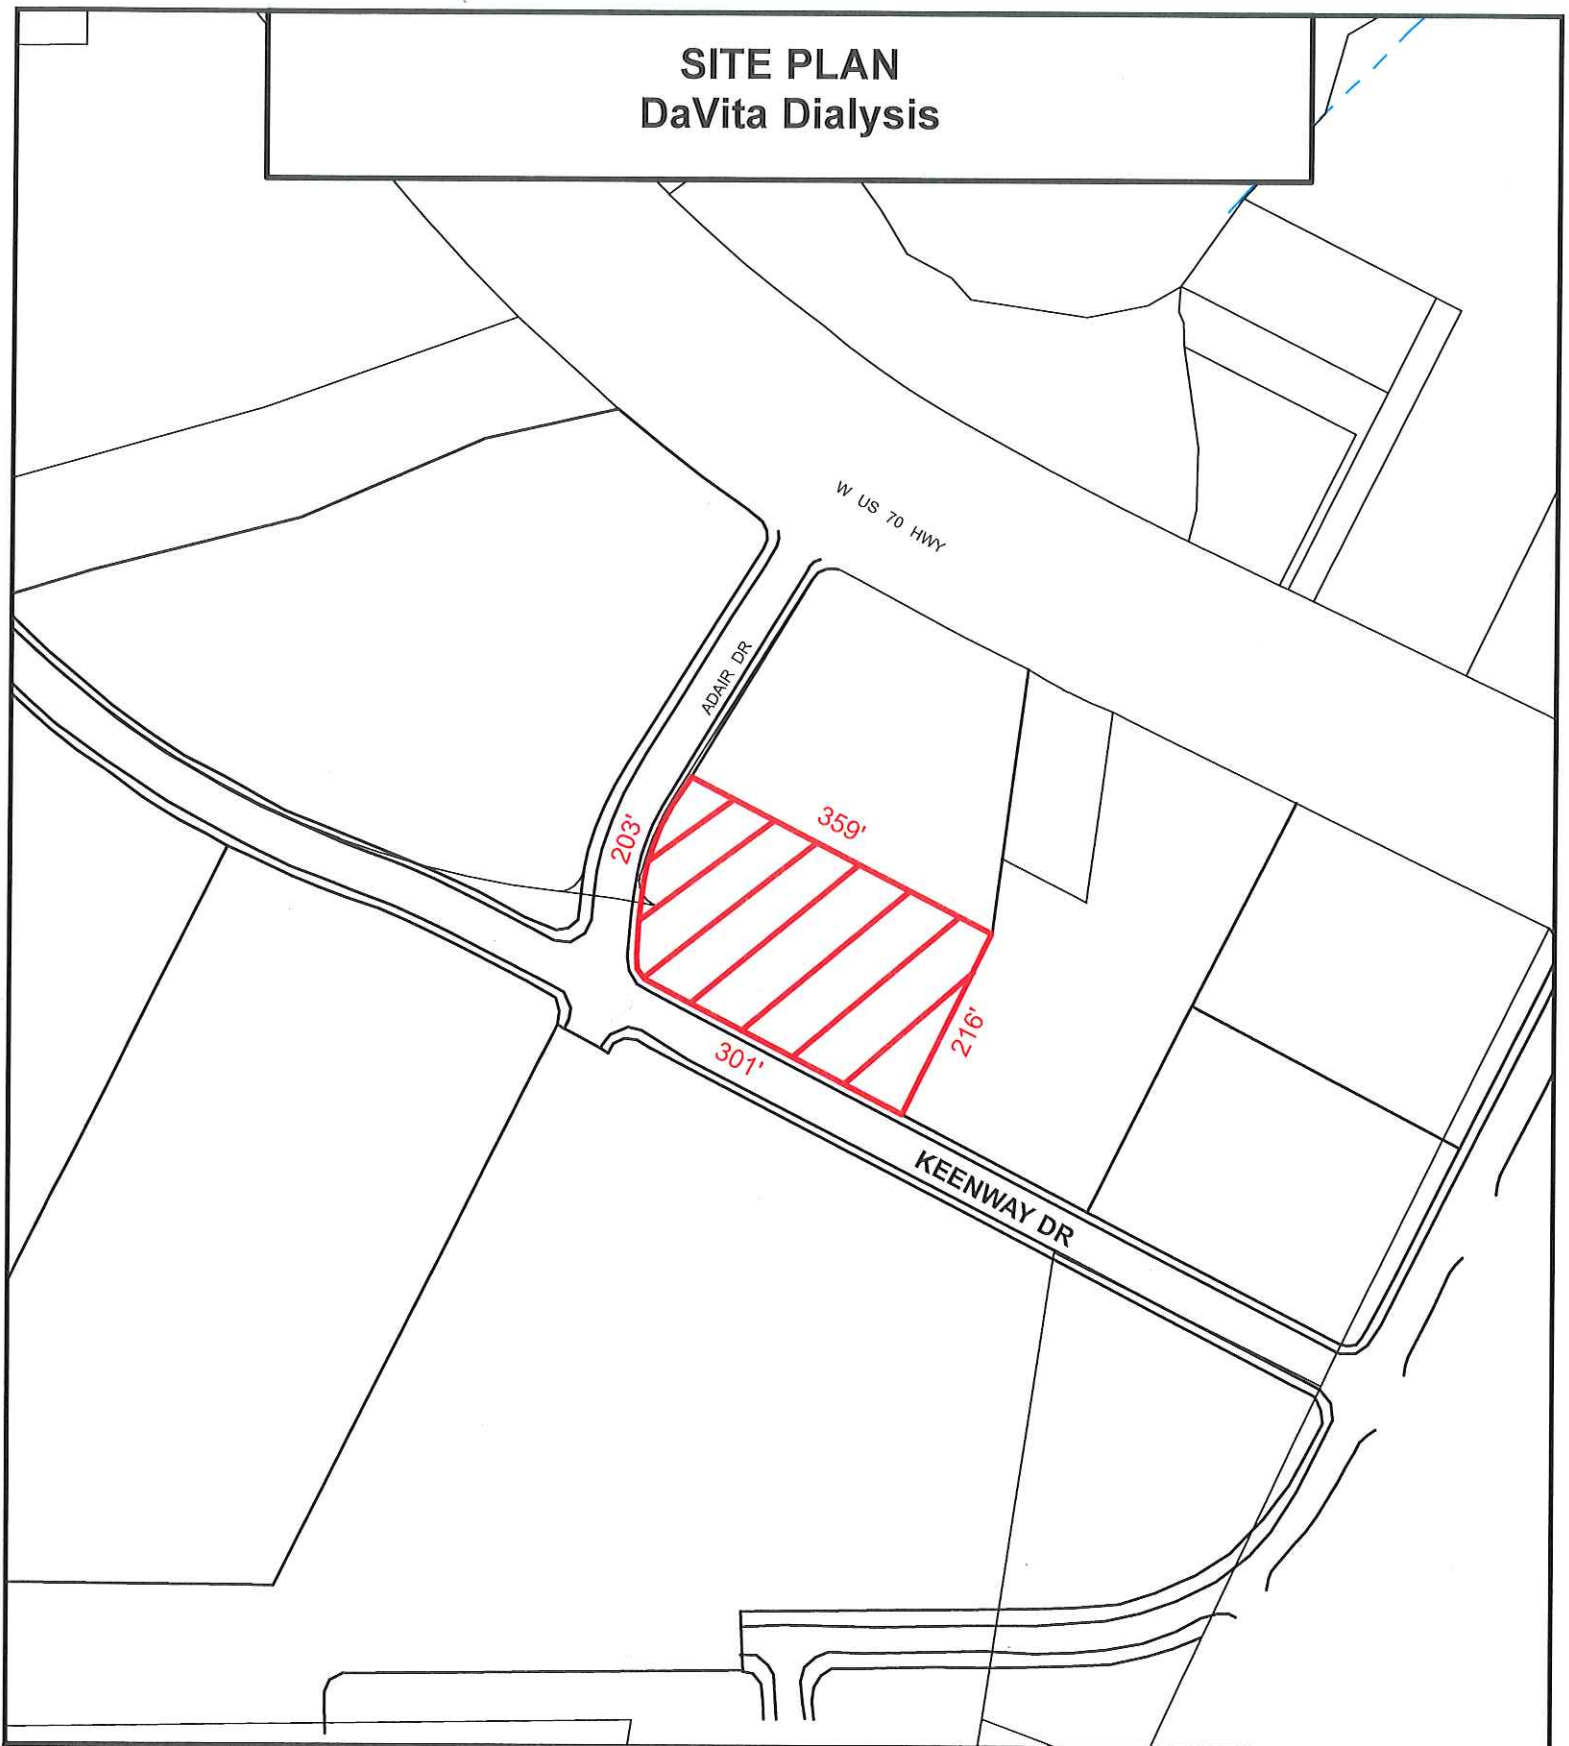 SITE PLAN
DaVita Dialysis
W US 70 HWY
ADAIR DR
359'
203'
216'
301'
KEENWAY DR